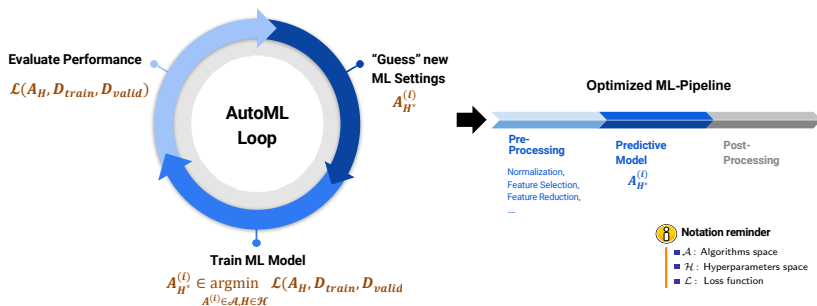 Evaluate Performance
ℒ(A_H, D_train, D_valid)
AutoML
Loop
“Guess” new
ML Settings
A_{H*}^{(i)}
Train ML Model
A_{H*}^{(i)} ∈ argmin ℒ(A_H, D_train, D_valid
A^{(i)}∈𝒜,H∈ℋ
Optimized ML-Pipeline
Pre-
Processing
Normalization,
Feature Selection,
Feature Reduction,
....
Predictive
Model
A_{H*}^{(i)}
Post-
Processing
Notation reminder
𝒜 : Algorithms space
ℋ : Hyperparameters space
ℒ : Loss function